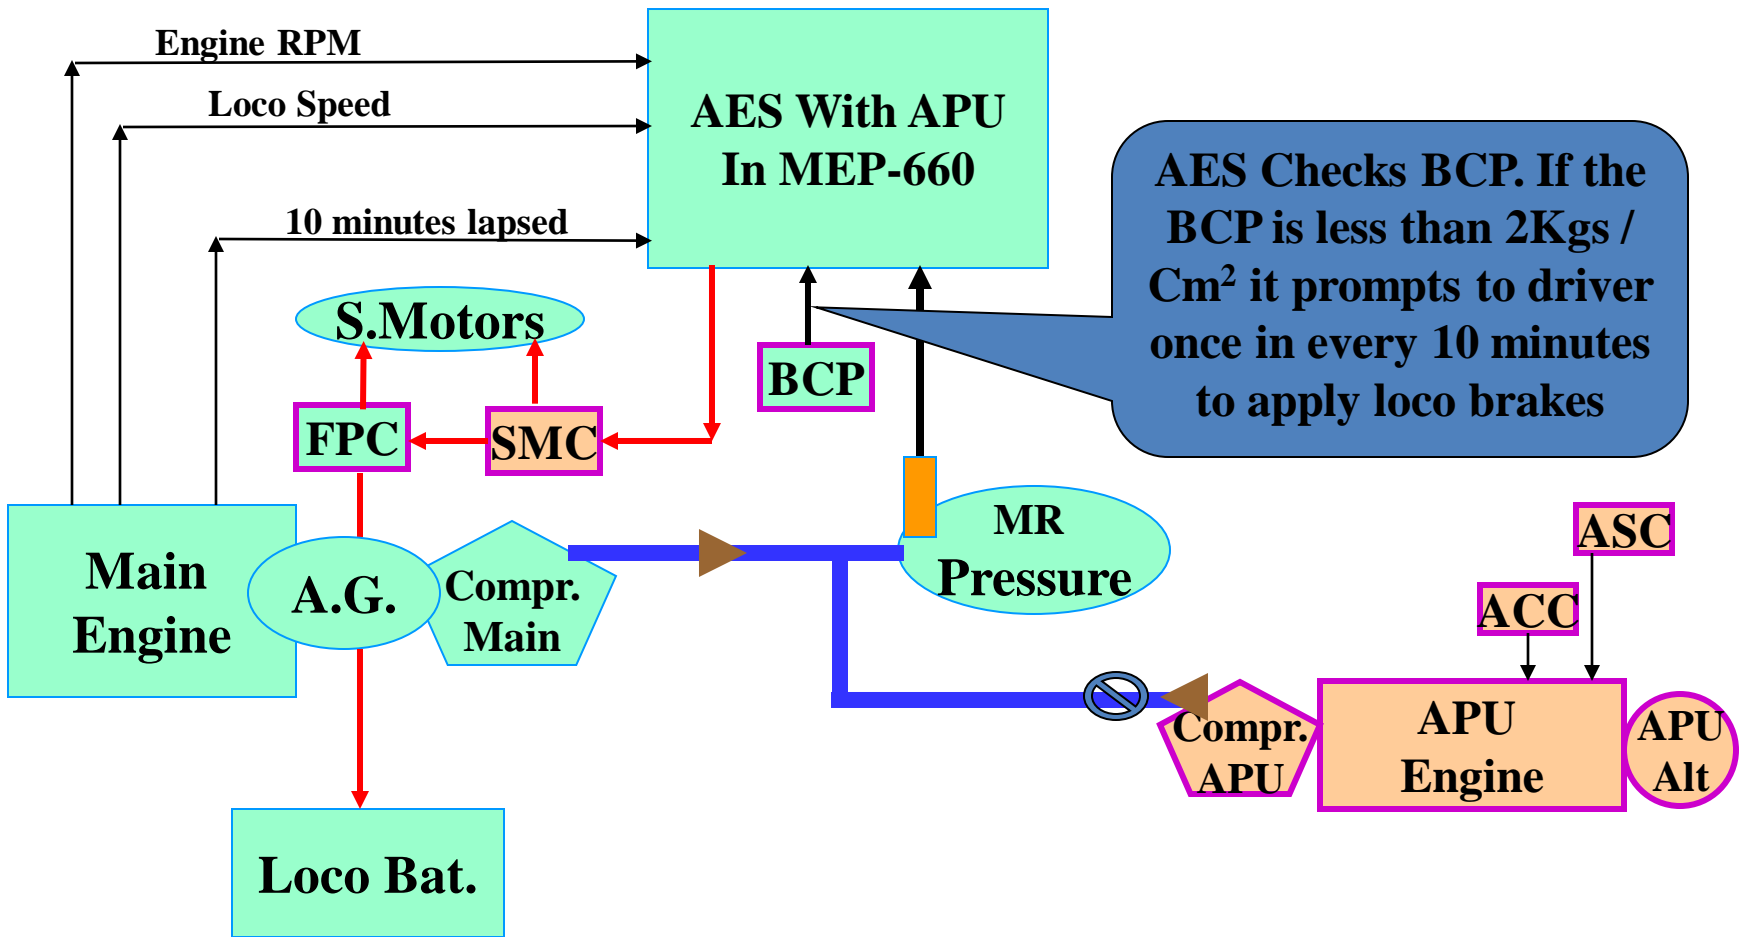 Engine RPM
Loco Speed
10 minutes lapsed
AES With APU
In MEP-660
AES Checks BCP. If the
BCP is less than 2Kgs /
Cm² it prompts to driver
once in every 10 minutes
to apply loco brakes
S.Motors
BCP
FPC
SMC
Main
Engine
A.G.
Compr.
Main
MR
Pressure
ASC
ACC
Compr.
APU
APU
Engine
APU
Alt
Loco Bat.